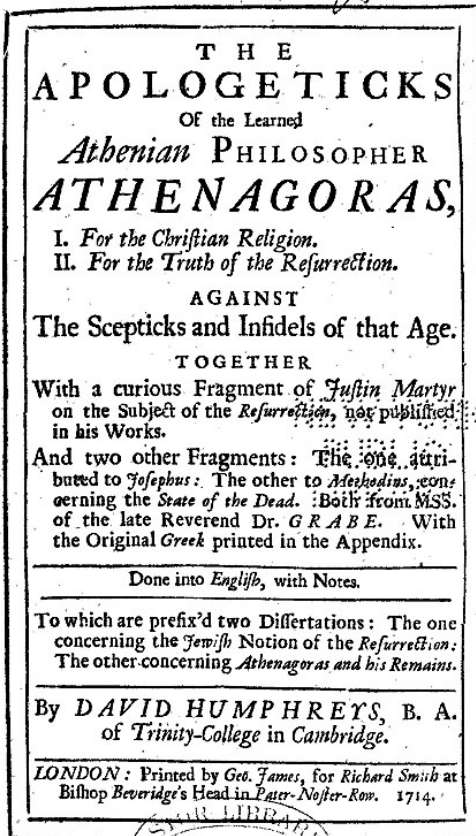 THE
APOLOGETICKS
Of the Learned
Athenian PHILOSOPHER
ATHENAGORAS,
I. For the Chriſtian Religion.
II. For the Truth of the Reſurrection.
AGAINST
The Scepticks and Infidels of that Age.
TOGETHER
With a curious Fragment of Juſtin Martyr
on the Subject of the Reſurrection, not publiſhed
in his Works.
And two other Fragments: The one attri-
buted to Joſephus: The other to Methodius, con-
cerning the State of the Dead. Both from MSS.
of the late Reverend Dr. GRABE. With
the Original Greek printed in the Appendix.
Done into Engliſh, with Notes.
To which are prefix'd two Diſſertations: The one
concerning the Jewiſh Notion of the Reſurrection:
The other concerning Athenagoras and his Remains.
By DAVID HUMPHREYS, B. A.
of Trinity-College in Cambridge.
LONDON: Printed by Geo. James, for Richard Smith at
Biſhop Beveridge's Head in Pater-Noſter-Row. 1714.
LIBRARY